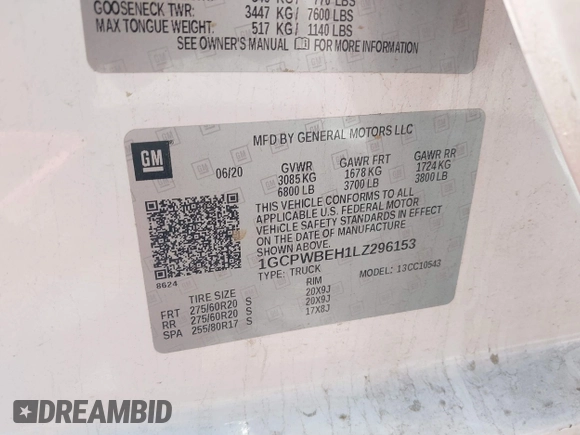 GOOSENECK TWR: 3447 KG/ 7600 LBS
MAX TONGUE WEIGHT: 517 KG/ 1140 LBS
SEE OWNER'S MANUAL FOR MORE INFORMATION
MFD BY GENERAL MOTORS LLC
GM
06/20 GVWR GAWR FRT GAWR RR
3085 KG 1678 KG 1724 KG
6800 LB 3700 LB 3800 LB
THIS VEHICLE CONFORMS TO ALL
APPLICABLE U.S. FEDERAL MOTOR
VEHICLE SAFETY STANDARDS IN EFFECT
ON THE DATE OF MANUFACTURE SHOWN ABOVE.
1GCPWBEH1LZ296153
8624
TYPE: TRUCK MODEL: 13CC10543
TIRE SIZE RIM
FRT 275/60R20 S 20X9J
RR 275/60R20 S 20X9J
SPA 255/80R17 S 17X8J
DREAMBID